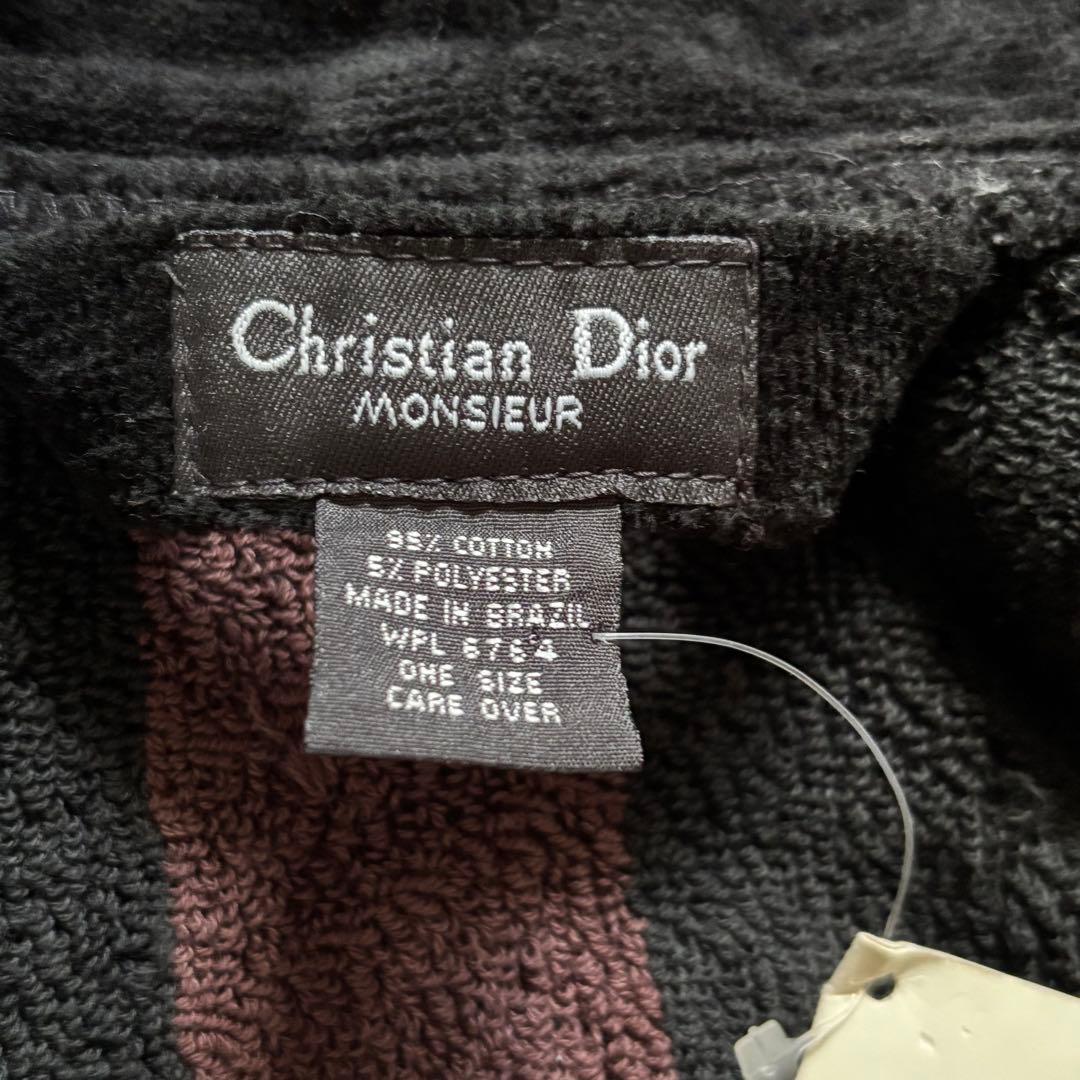 Christian Dior
MONSIEUR
95% COTTON
5% POLYESTER
MADE IN BRAZIL
WPL 6764
ONE SIZE
CARE OVER